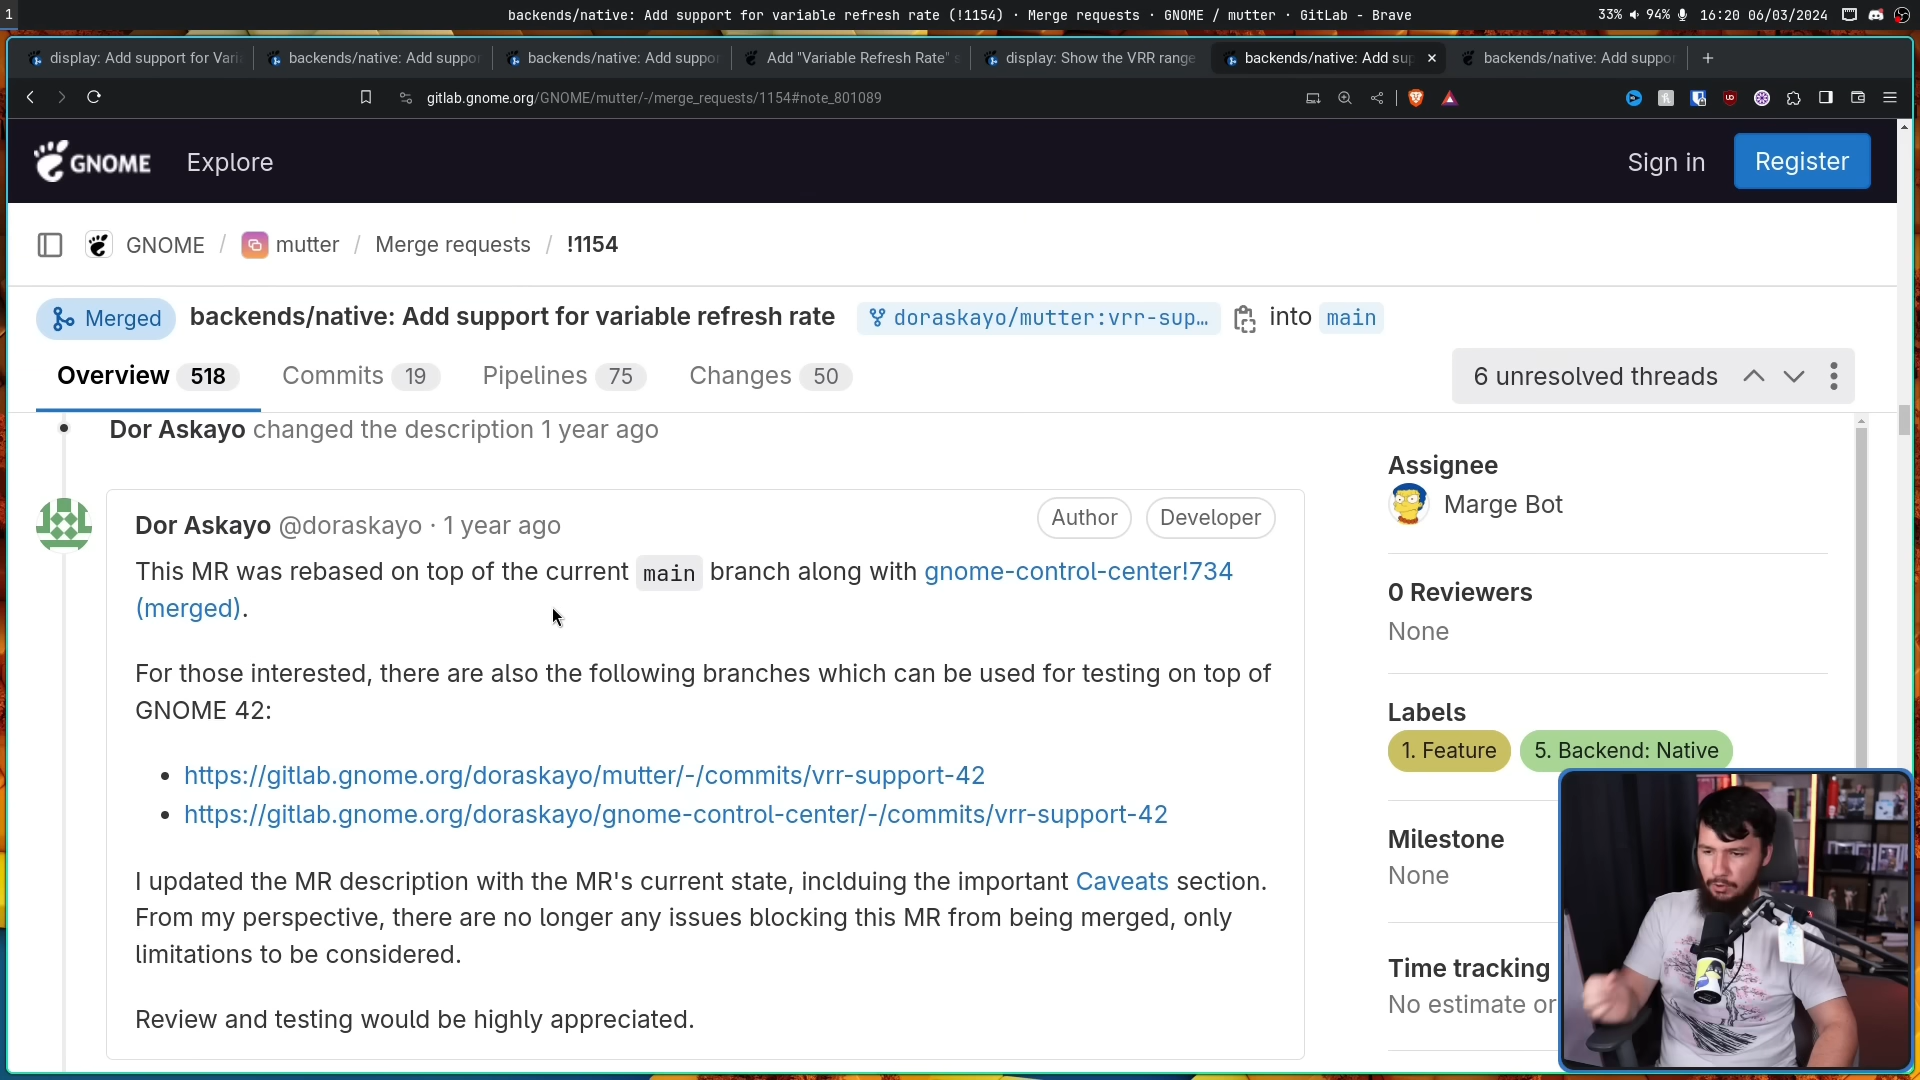 1
backends/native: Add support for variable refresh rate (!1154) · Merge requests · GNOME / mutter · GitLab - Brave
33% 94% 16:20 06/03/2024
display: Add support for Vari
backends/native: Add suppor
backends/native: Add suppor
Add "Variable Refresh Rate" s
display: Show the VRR range
backends/native: Add sup
backends/native: Add suppor
gitlab.gnome.org/GNOME/mutter/-/merge_requests/1154#note_801089
GNOME Explore Sign in Register
GNOME / mutter / Merge requests / !1154
Merged backends/native: Add support for variable refresh rate doraskayo/mutter:vrr-sup… into main
Overview 518 Commits 19 Pipelines 75 Changes 50 6 unresolved threads
Dor Askayo changed the description 1 year ago
Dor Askayo @doraskayo · 1 year ago Author Developer
This MR was rebased on top of the current main branch along with gnome-control-center!734
(merged).
For those interested, there are also the following branches which can be used for testing on top of
GNOME 42:
• https://gitlab.gnome.org/doraskayo/mutter/-/commits/vrr-support-42
• https://gitlab.gnome.org/doraskayo/gnome-control-center/-/commits/vrr-support-42
I updated the MR description with the MR's current state, inclduing the important Caveats section.
From my perspective, there are no longer any issues blocking this MR from being merged, only
limitations to be considered.
Review and testing would be highly appreciated.
Assignee
Marge Bot
0 Reviewers
None
Labels
1. Feature 5. Backend: Native
Milestone
None
Time tracking
No estimate or